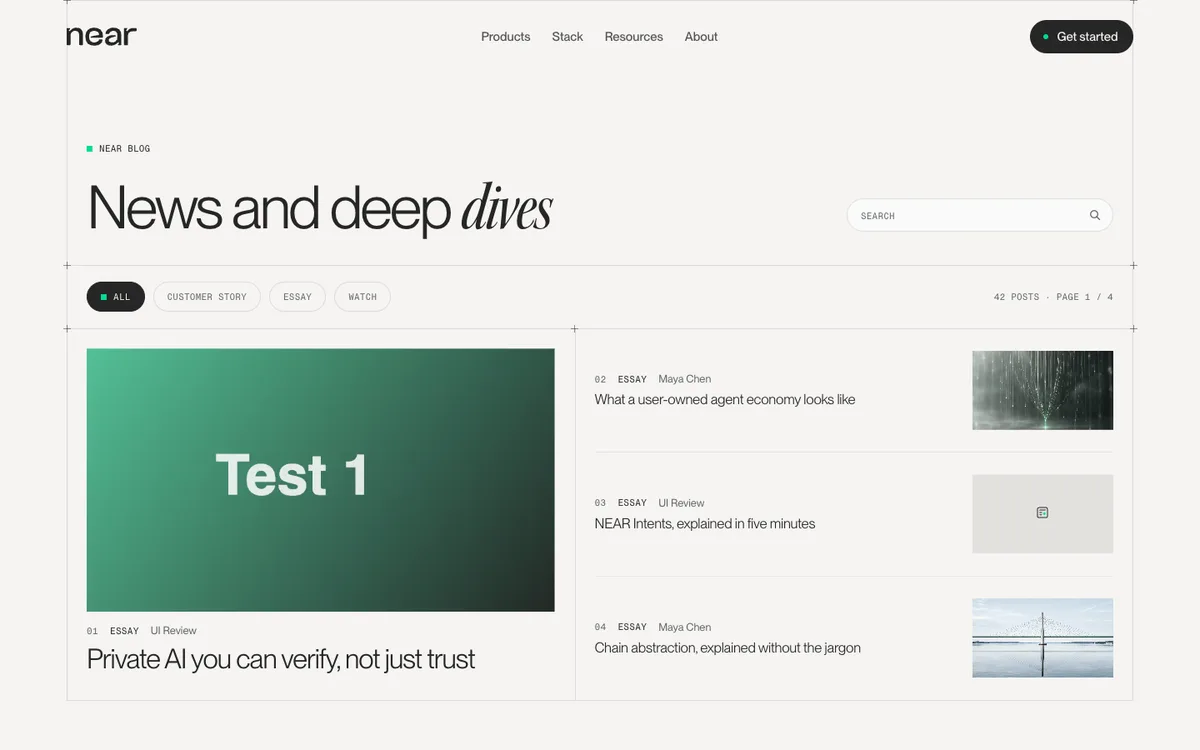 near
Products Stack Resources About
Get started
NEAR BLOG
News and deep dives
SEARCH
ALL CUSTOMER STORY ESSAY WATCH
42 POSTS · PAGE 1 / 4
Test 1
01 ESSAY UI Review
Private AI you can verify, not just trust
02 ESSAY Maya Chen
What a user-owned agent economy looks like
03 ESSAY UI Review
NEAR Intents, explained in five minutes
04 ESSAY Maya Chen
Chain abstraction, explained without the jargon